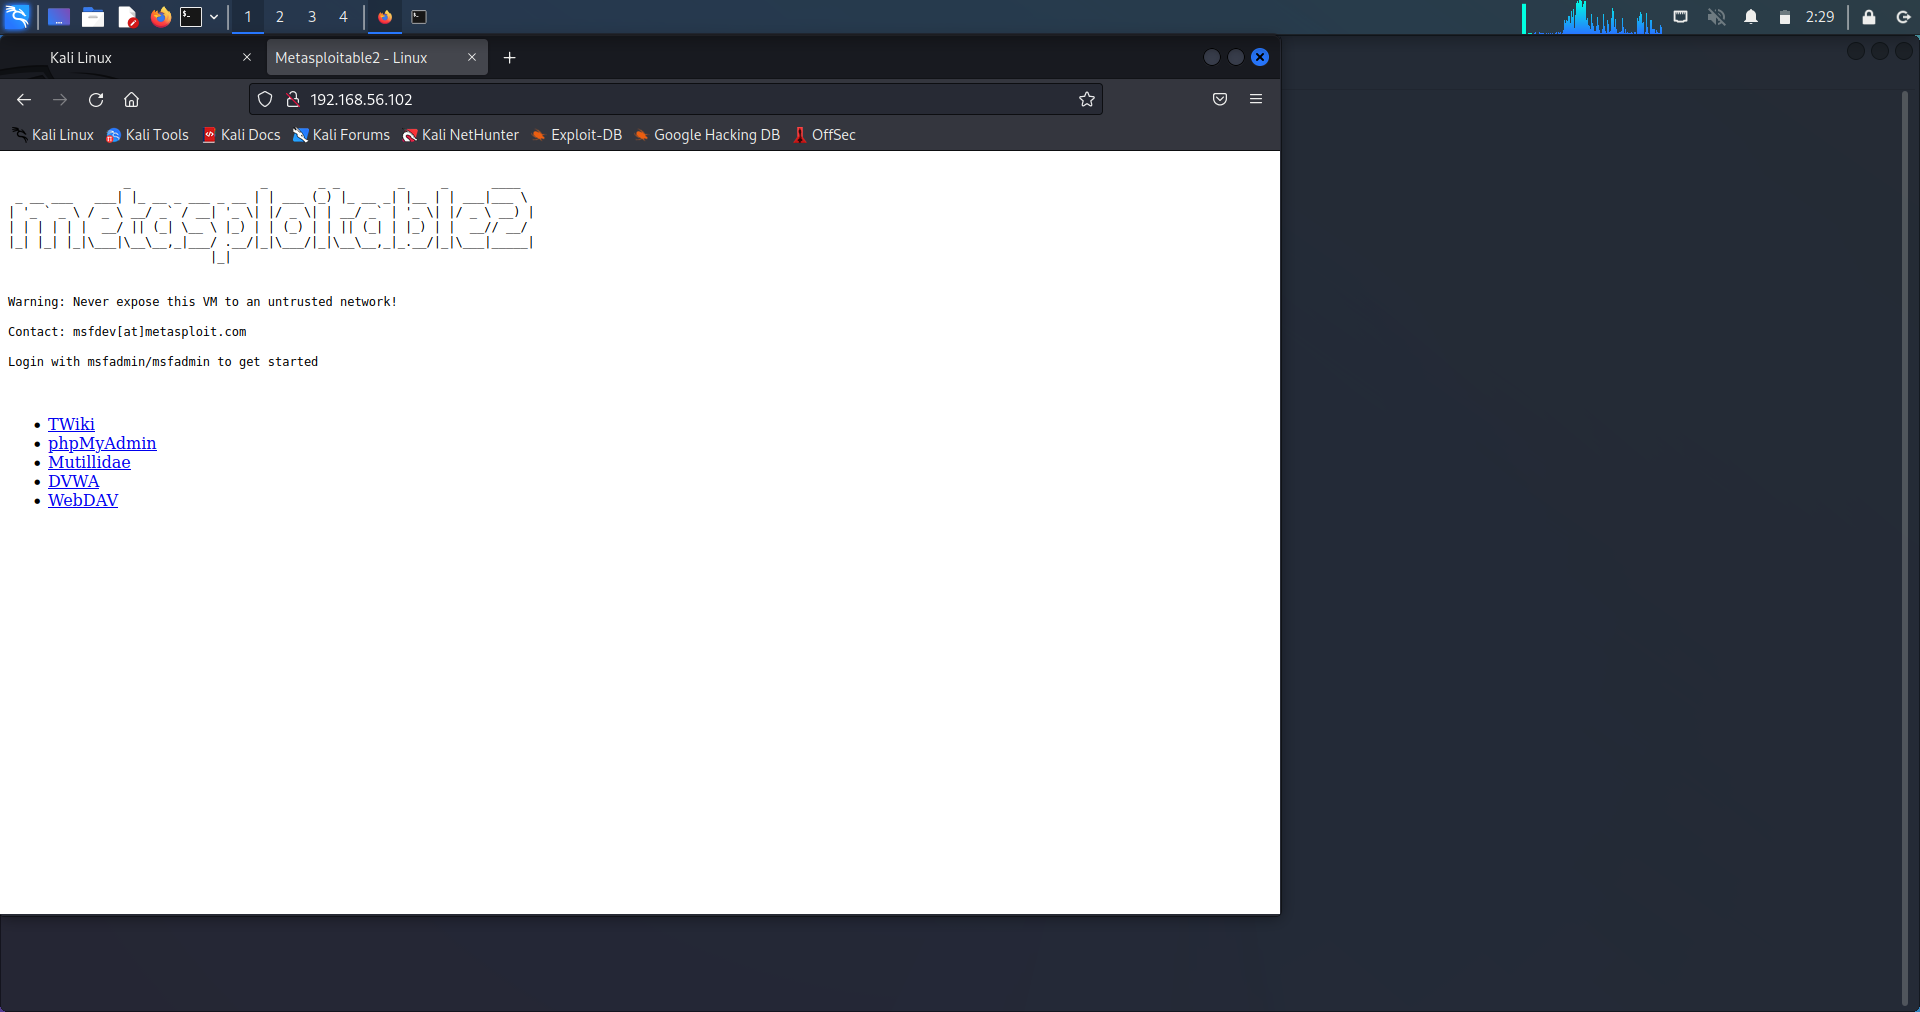 1 2 3 4 2:29
Kali Linux Metasploitable2 - Linux
192.168.56.102
Kali Linux Kali Tools Kali Docs Kali Forums Kali NetHunter Exploit-DB Google Hacking DB OffSec
metasploitable2
Warning: Never expose this VM to an untrusted network!
Contact: msfdev[at]metasploit.com
Login with msfadmin/msfadmin to get started
• TWiki
• phpMyAdmin
• Mutillidae
• DVWA
• WebDAV